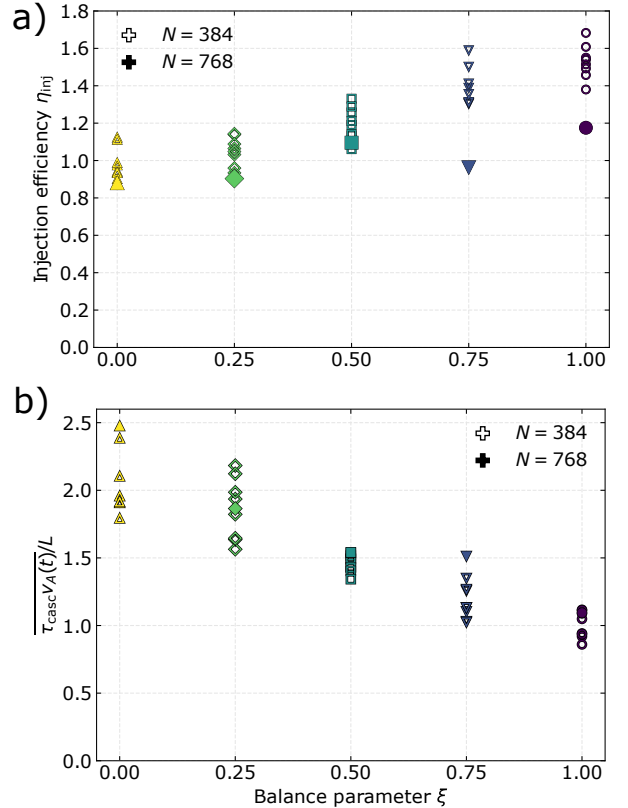 a)
Injection efficiency ηinj
1.8
1.6
1.4
1.2
1.0
0.8
0.6
0.4
0.2
0.0
N = 384
N = 768
0.00 0.25 0.50 0.75 1.00
b)
τcascvA(t)/L
2.5
2.0
1.5
1.0
0.5
0.0
N = 384
N = 768
0.00 0.25 0.50 0.75 1.00
Balance parameter ξ